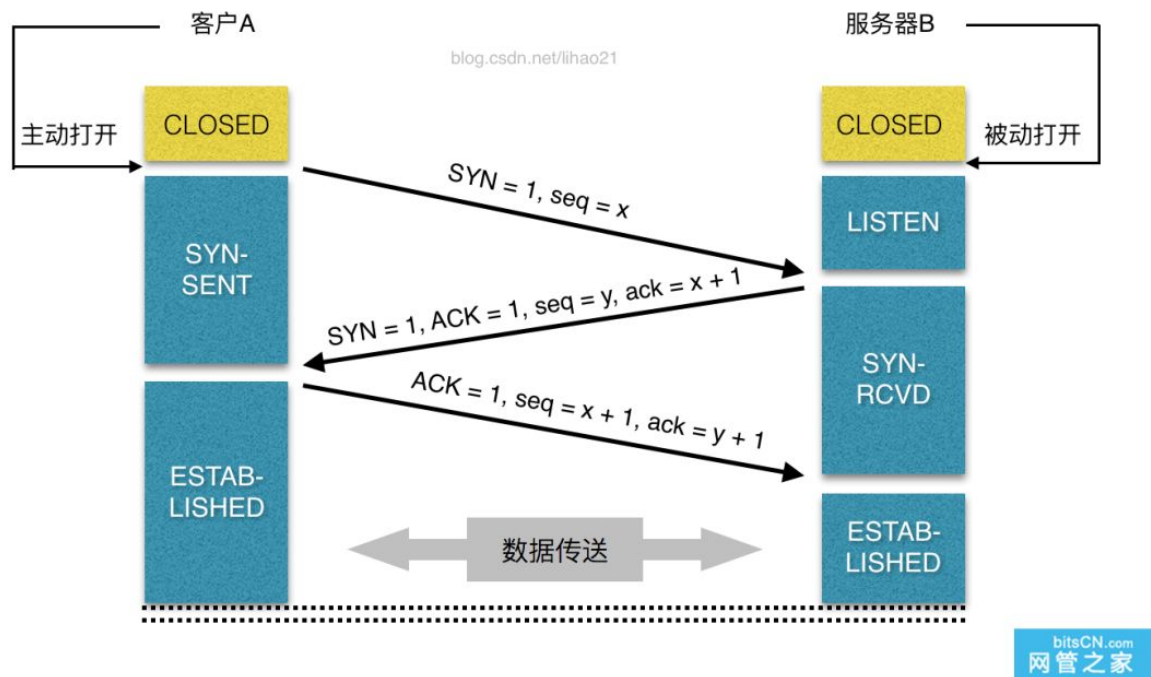 客户A
服务器B
blog.csdn.net/lihao21
主动打开
CLOSED
CLOSED
被动打开
SYN = 1, seq = x
SYN-
SENT
LISTEN
SYN = 1, ACK = 1, seq = y, ack = x + 1
SYN-
RCVD
ACK = 1, seq = x + 1, ack = y + 1
ESTAB-
LISHED
数据传送
ESTAB-
LISHED
bitsCN.com
网管之家